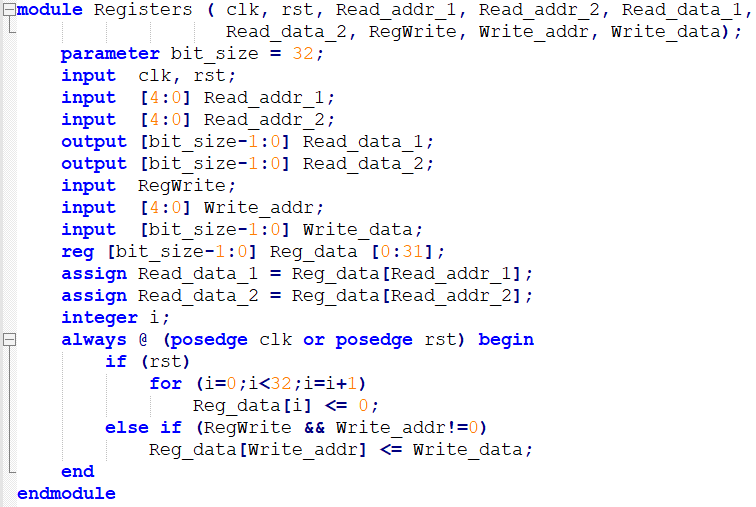 module Registers ( clk, rst, Read_addr_1, Read_addr_2, Read_data_1,
                   Read_data_2, RegWrite, Write_addr, Write_data);
    parameter bit_size = 32;
    input  clk, rst;
    input  [4:0] Read_addr_1;
    input  [4:0] Read_addr_2;
    output [bit_size-1:0] Read_data_1;
    output [bit_size-1:0] Read_data_2;
    input  RegWrite;
    input  [4:0] Write_addr;
    input  [bit_size-1:0] Write_data;
    reg [bit_size-1:0] Reg_data [0:31];
    assign Read_data_1 = Reg_data[Read_addr_1];
    assign Read_data_2 = Reg_data[Read_addr_2];
    integer i;
    always @ (posedge clk or posedge rst) begin
        if (rst)
            for (i=0;i<32;i=i+1)
                Reg_data[i] <= 0;
        else if (RegWrite && Write_addr!=0)
            Reg_data[Write_addr] <= Write_data;
    end
endmodule